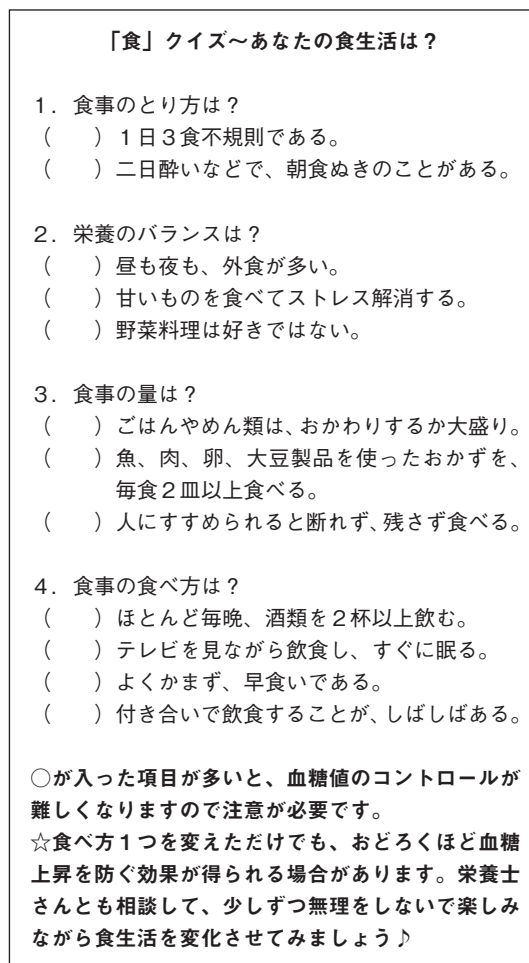 「食」クイズ～あなたの食生活は？
１．食事のとり方は？
（　　）１日３食不規則である。
（　　）二日酔いなどで、朝食ぬきのことがある。
２．栄養のバランスは？
（　　）昼も夜も、外食が多い。
（　　）甘いものを食べてストレス解消する。
（　　）野菜料理は好きではない。
３．食事の量は？
（　　）ごはんやめん類は、おかわりするか大盛り。
（　　）魚、肉、卵、大豆製品を使ったおかずを、
毎食２皿以上食べる。
（　　）人にすすめられると断れず、残さず食べる。
４．食事の食べ方は？
（　　）ほとんど毎晩、酒類を２杯以上飲む。
（　　）テレビを見ながら飲食し、すぐに眠る。
（　　）よくかまず、早食いである。
（　　）付き合いで飲食することが、しばしばある。
○が入った項目が多いと、血糖値のコントロールが
難しくなりますので注意が必要です。
☆食べ方１つを変えただけでも、おどろくほど血糖
上昇を防ぐ効果が得られる場合があります。栄養士
さんとも相談して、少しずつ無理をしないで楽しみ
ながら食生活を変化させてみましょう♪